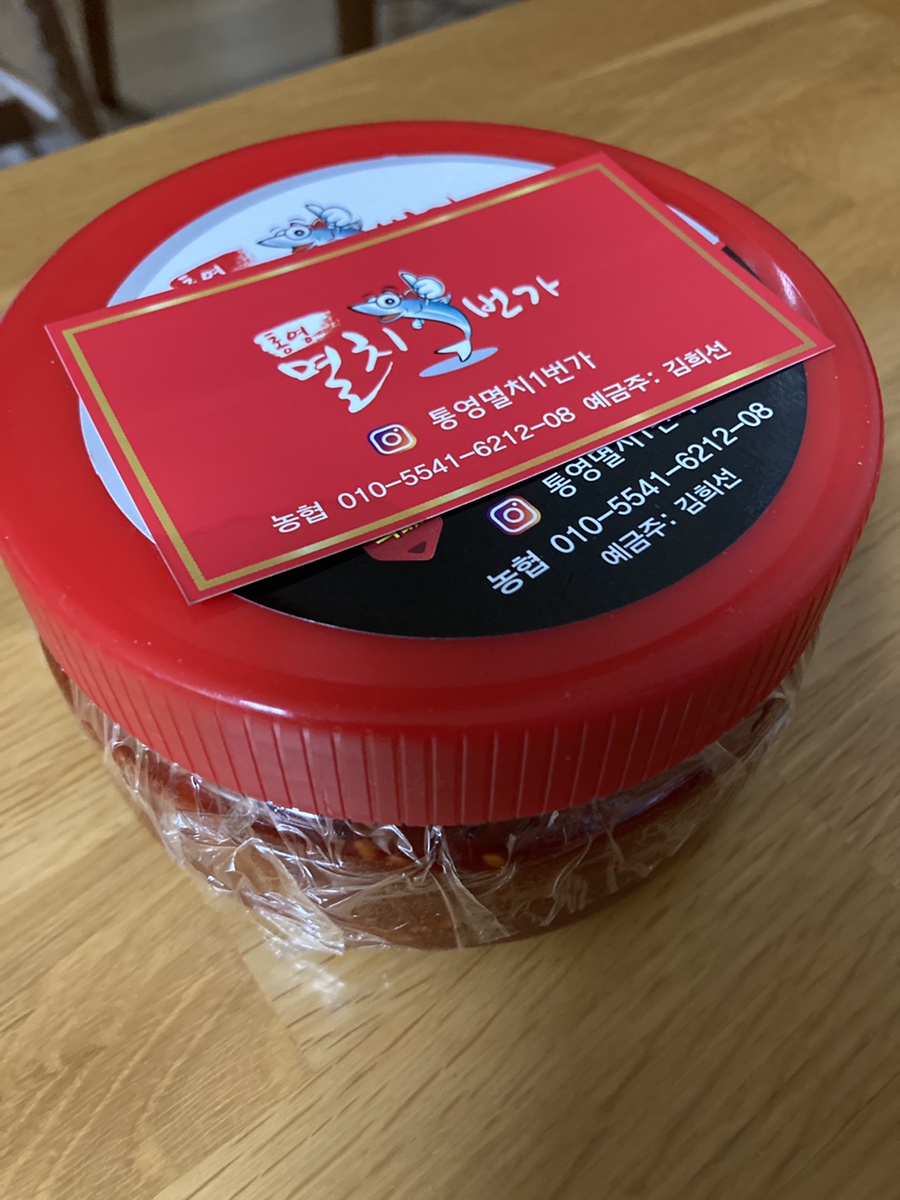 통영
멸치 1번가
통영멸치1번가
농협 010-5541-6212-08 예금주: 김희선
통영
통영멸치1번가
농협 010-5541-6212-08
예금주: 김희선